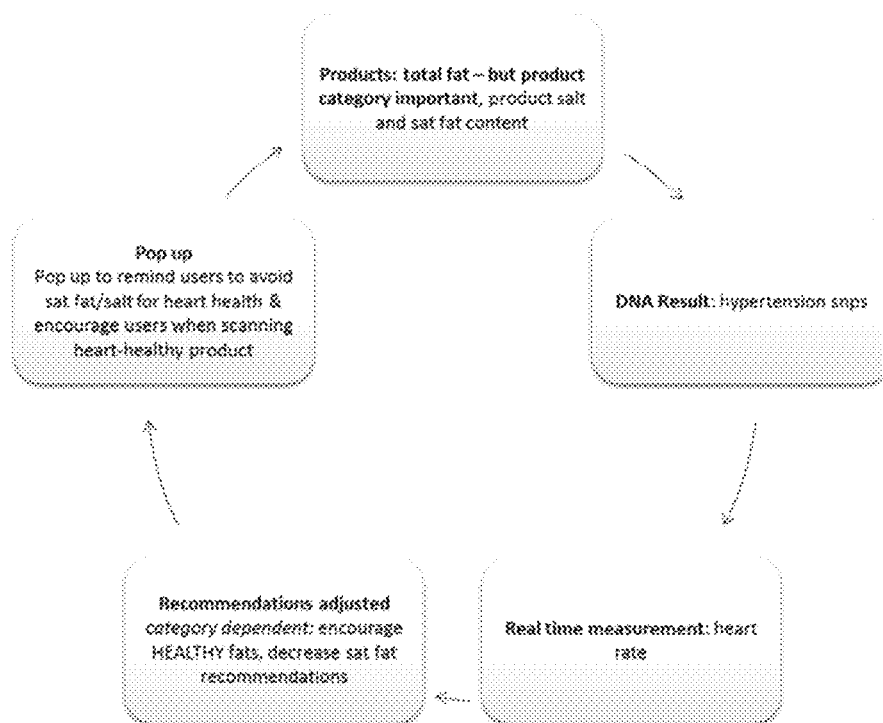 Products: total fat – but product
category important, product salt
and sat fat content
DNA Result: hypertension snps
Real time measurement: heart
rate
Recommendations adjusted
category dependent: encourage
HEALTHY fats, decrease sat fat
recommendations
Pop up
Pop up to remind users to avoid
sat fat/salt for heart health &
encourage users when scanning
heart-healthy product